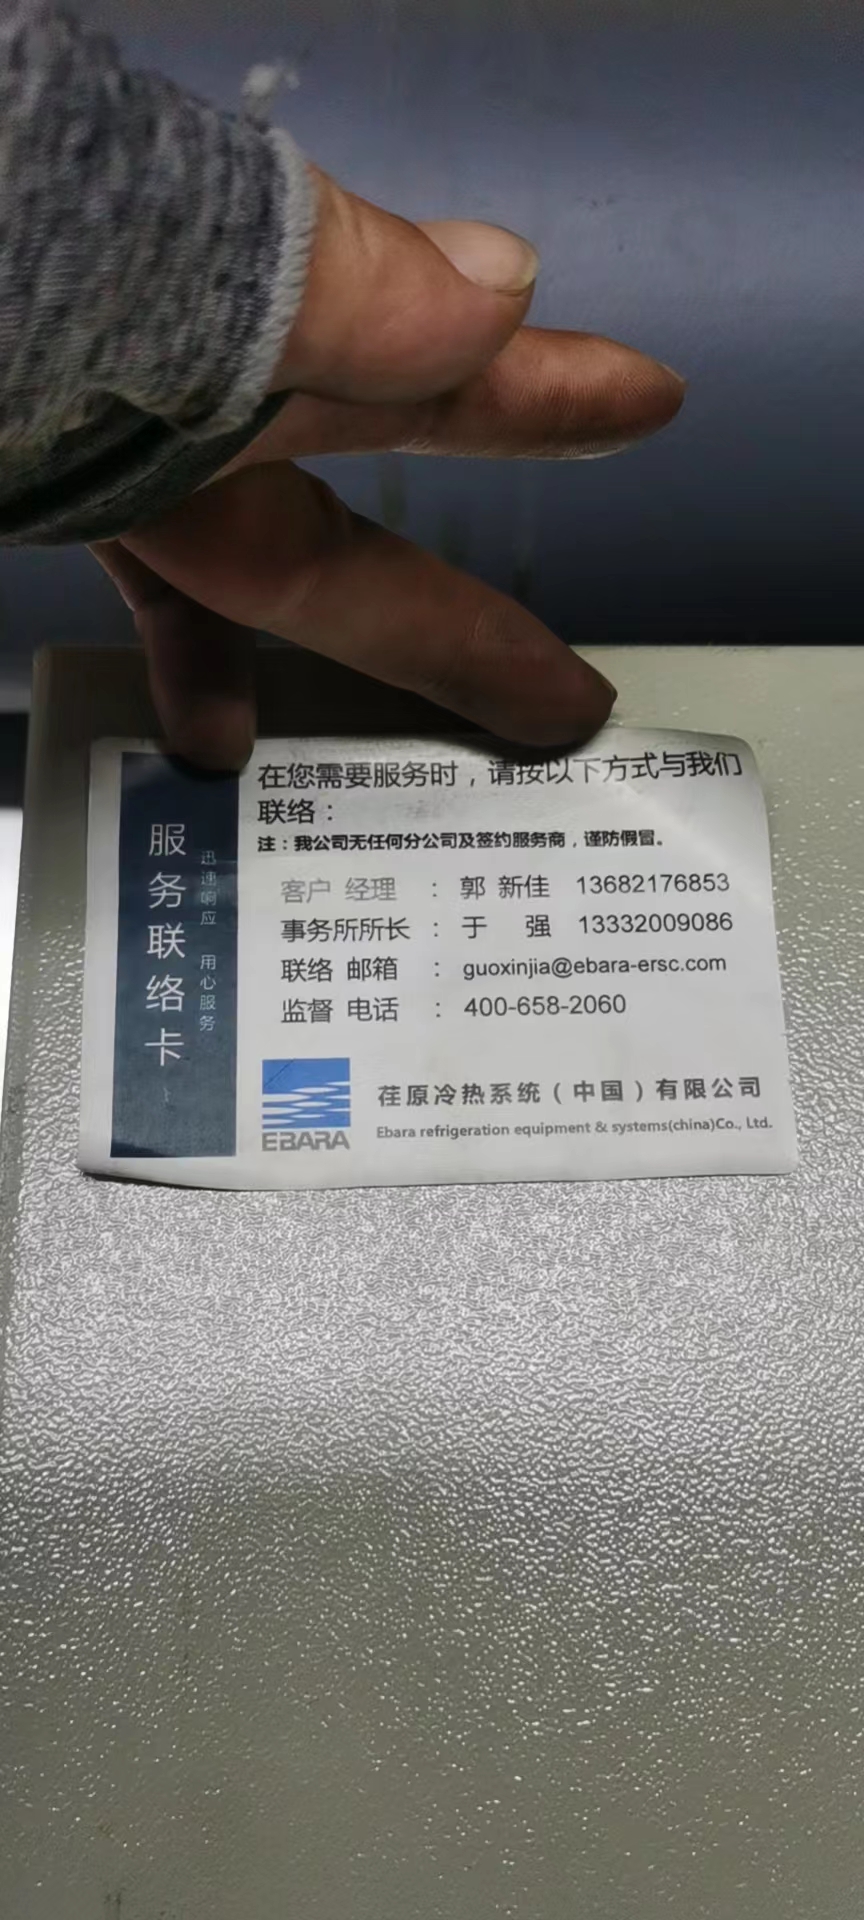 服务联络卡
迅速响应 用心服务
在您需要服务时，请按以下方式与我们
联络：
注：我公司无任何分公司及签约服务商，谨防假冒。
客户 经理 ： 郭 新佳 13682176853
事务所所长 ： 于 强 13332009086
联络 邮箱 ： guoxinjia@ebara-ersc.com
监督 电话 ： 400-658-2060
EBARA
荏原冷热系统（中国）有限公司
Ebara refrigeration equipment & systems(china)Co., Ltd.